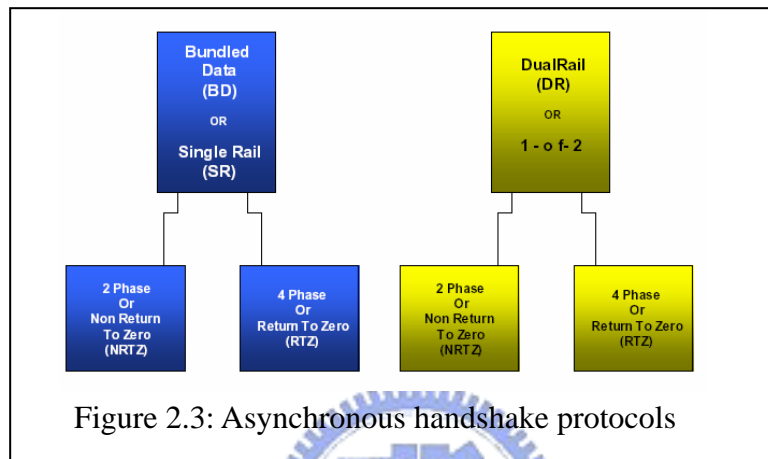 Bundled
Data
(BD)
OR
Single Rail
(SR)
DualRail
(DR)
OR
1 - o f- 2
2 Phase
Or
Non Return
To Zero
(NRTZ)
4 Phase
Or
Return To Zero
(RTZ)
2 Phase
Or
Non Return
To Zero
(NRTZ)
4 Phase
Or
Return To Zero
(RTZ)
Figure 2.3: Asynchronous handshake protocols